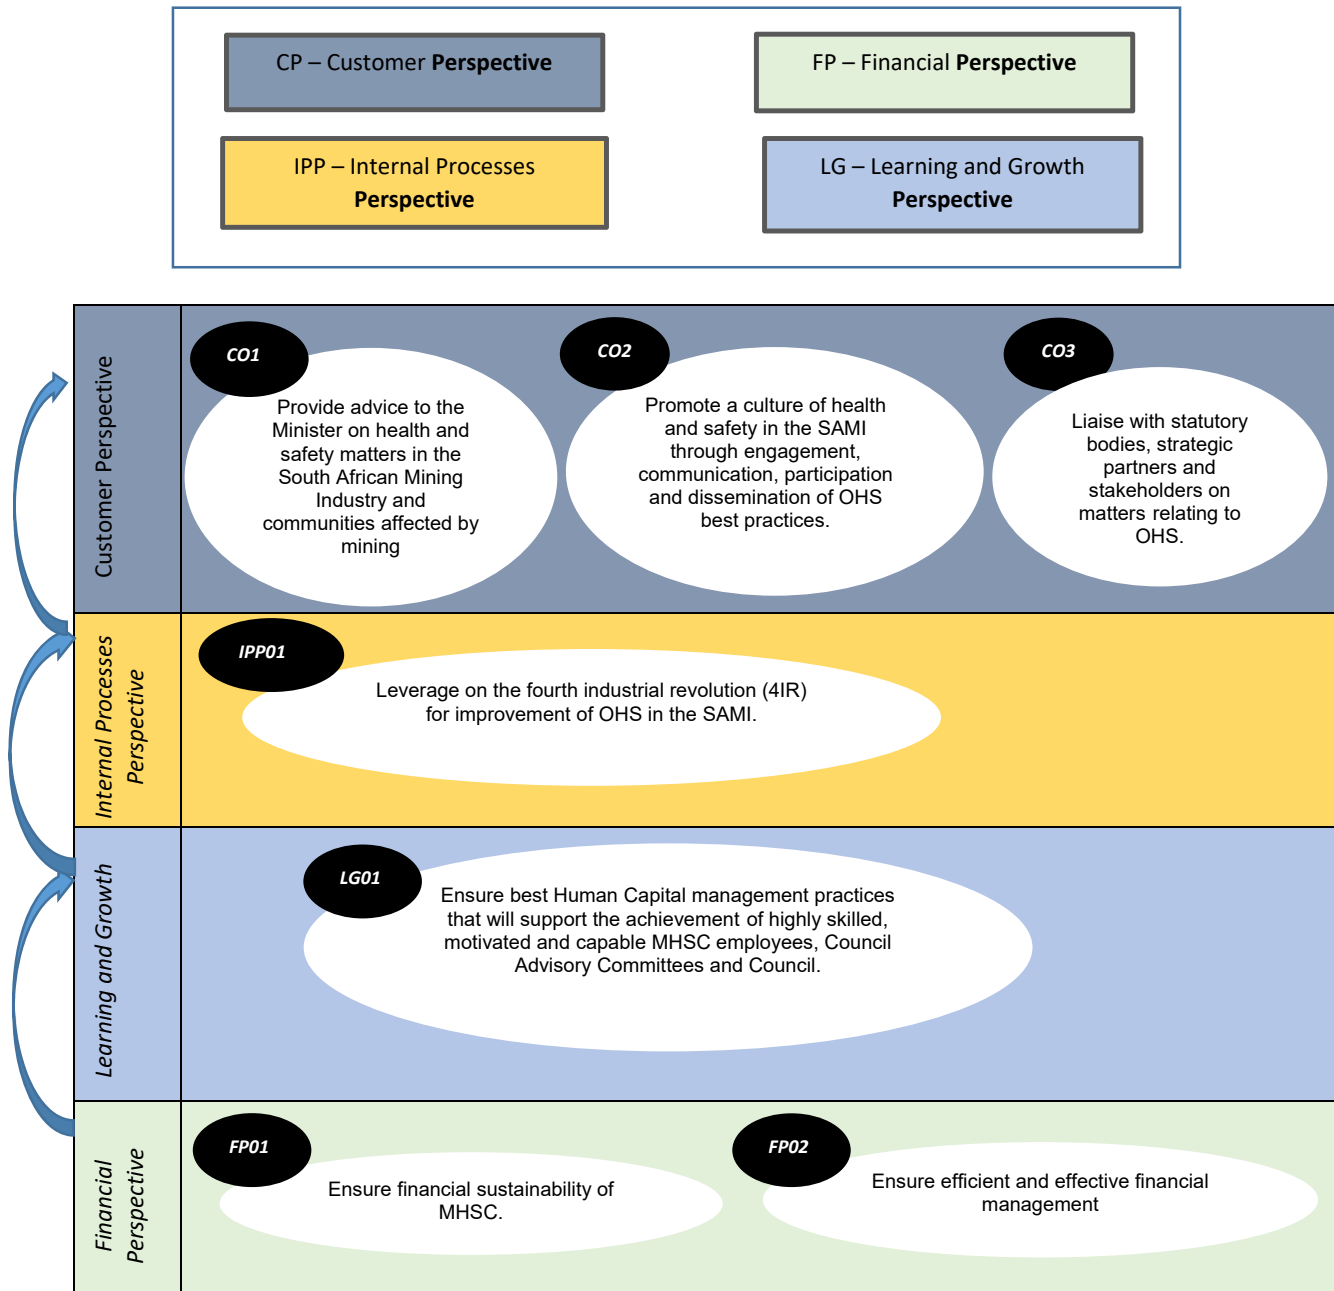 CP – Customer Perspective
FP – Financial Perspective
IPP – Internal Processes
Perspective
LG – Learning and Growth
Perspective
Customer Perspective
CO1
Provide advice to the
Minister on health and
safety matters in the
South African Mining
Industry and
communities affected by
mining
CO2
Promote a culture of health
and safety in the SAMI
through engagement,
communication, participation
and dissemination of OHS
best practices.
CO3
Liaise with statutory
bodies, strategic
partners and
stakeholders on
matters relating to
OHS.
Internal Processes
Perspective
IPP01
Leverage on the fourth industrial revolution (4IR)
for improvement of OHS in the SAMI.
Learning and Growth
LG01
Ensure best Human Capital management practices
that will support the achievement of highly skilled,
motivated and capable MHSC employees, Council
Advisory Committees and Council.
Financial
Perspective
FP01
Ensure financial sustainability of
MHSC.
FP02
Ensure efficient and effective financial
management